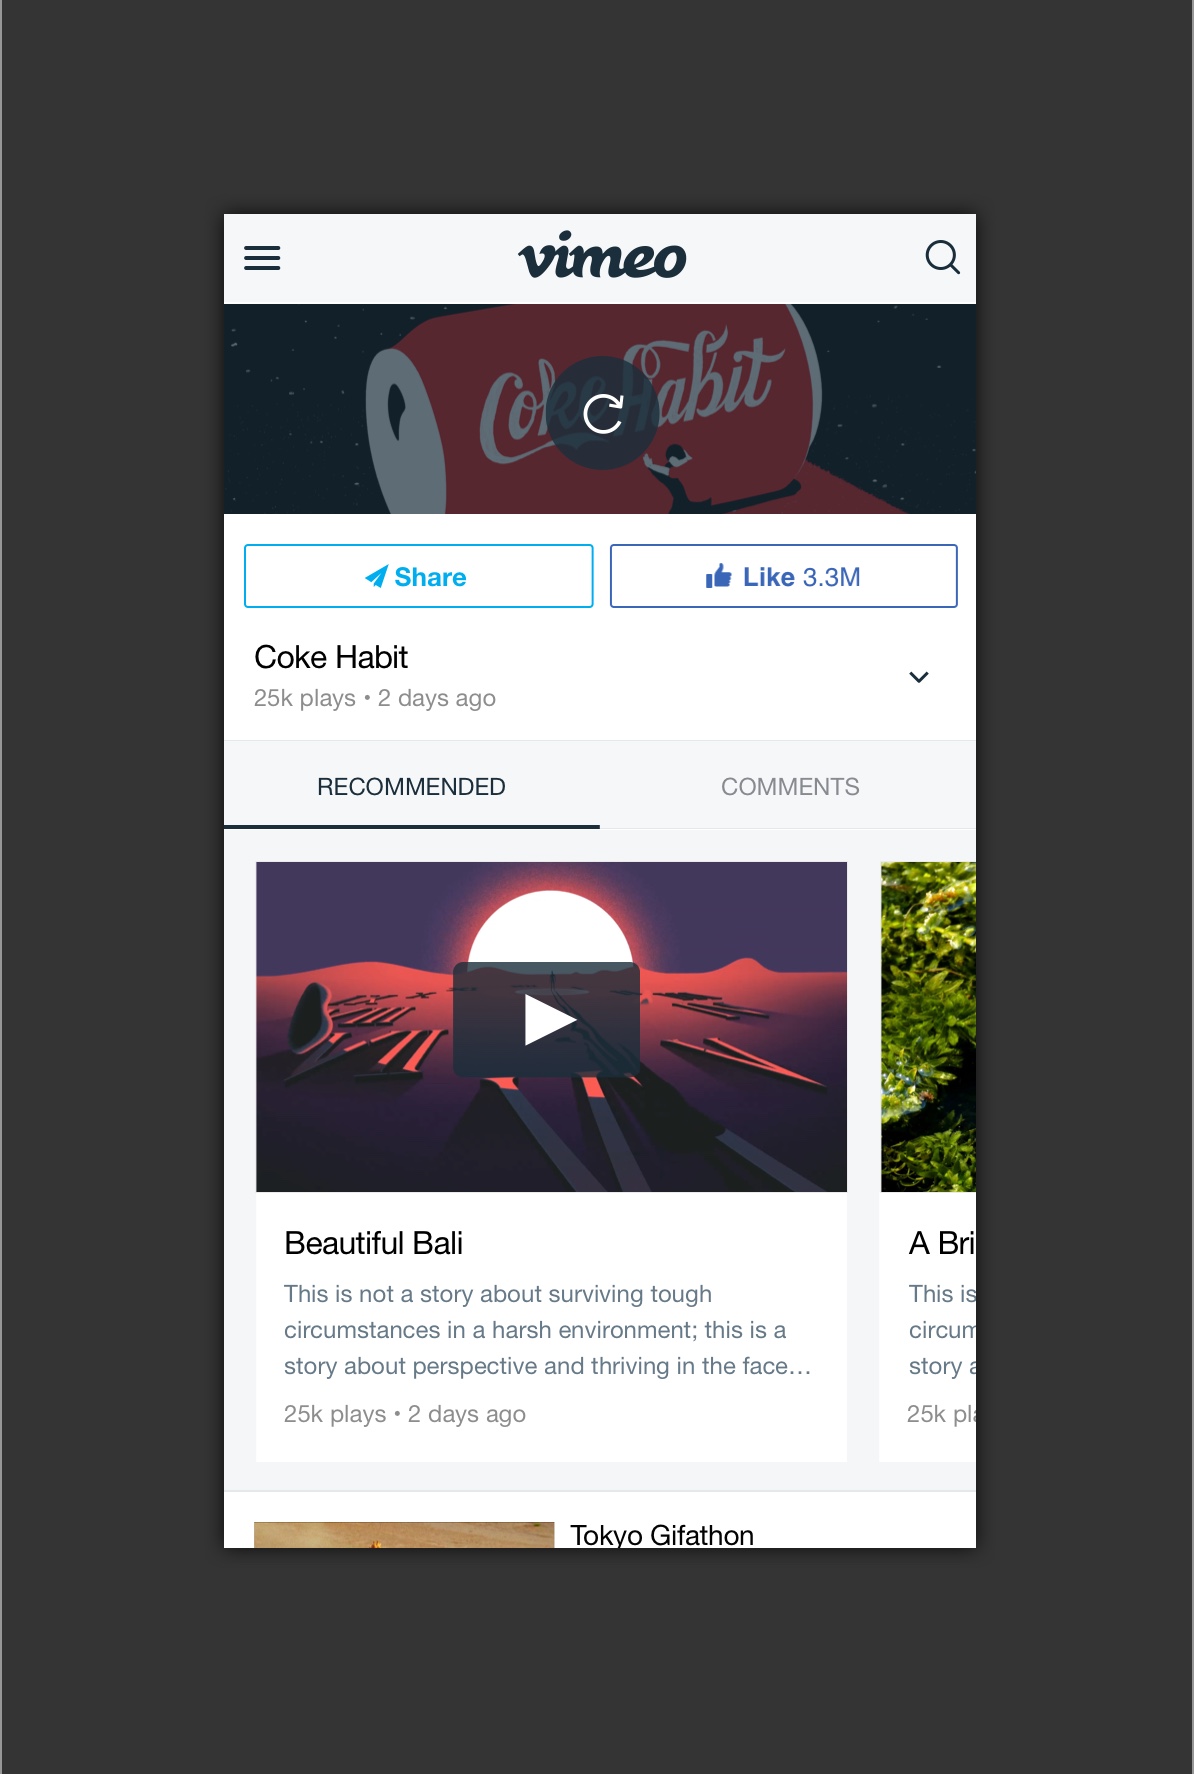 vimeo
Coke Habit
Share
Like 3.3M
Coke Habit
25k plays • 2 days ago
RECOMMENDED
COMMENTS
Beautiful Bali
This is not a story about surviving tough
circumstances in a harsh environment; this is a
story about perspective and thriving in the face...
25k plays • 2 days ago
A Bri
This is
circum
story a
25k pla
Tokyo Gifathon